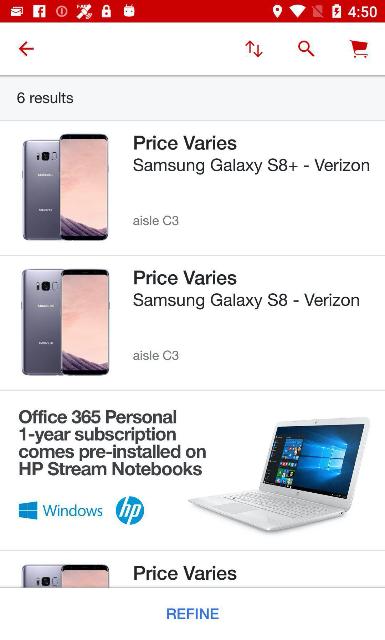 4:50
6 results
Price Varies
Samsung Galaxy S8+ - Verizon
aisle C3
Price Varies
Samsung Galaxy S8 - Verizon
aisle C3
Office 365 Personal
1-year subscription
comes pre-installed on
HP Stream Notebooks
Windows hp
Price Varies
REFINE